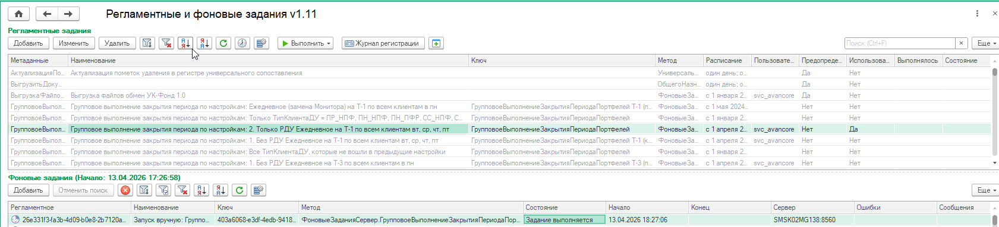 Регламентные и фоновые задания v1.11
Регламентные задания
Добавить Изменить Удалить Выполнить Журнал регистрации Поиск (Ctrl+F) × Еще
Метаданные Наименование Ключ Метод Расписание Пользовате... Предопреде... Использова... Выполнялось Состояние
АктуализацияПо... Актуализация пометок удаления в регистре универсального сопоставления Универсаль... один день; о... Да Нет
ВыгрузитьДоку... ОбщегоНазн... один день; о... Да Нет
ВыгрузкаФайло... Выгрузка файлов обмен УК-Фонд 1.0 ФоновыеЗа... с 1 января 2... svc_avancore Да Нет
ГрупповоеВыпол... Групповое выполнение закрытия периода по настройкам: Ежедневное (замена Монитора) на Т-1 по всем клиентам в пн ГрупповоеВыполнениеЗакрытияПериодаПортфелей Т-1 (п... ФоновыеЗа... с 1 мая 2024... Нет Нет
ГрупповоеВыпол... Групповое выполнение закрытия периода по настройкам: Только ТипКлиентаДУ = ПР_НПФ, ПН_НПФ, ПН_ПФР, СС_НПФ, С... ГрупповоеВыполнениеЗакрытияПериодаПортфелей ФоновыеЗа... с 1 января 2... Нет Нет
ГрупповоеВыпол... Групповое выполнение закрытия периода по настройкам: 2. Только РДУ Ежедневное на Т-1 по всем клиентам вт, ср, чт, пт ГрупповоеВыполнениеЗакрытияПериодаПортфелей ФоновыеЗа... с 1 апреля 2... svc_avancore Нет Да
ГрупповоеВыпол... Групповое выполнение закрытия периода по настройкам: 1. Без РДУ Ежедневное на Т-1 по всем клиентам вт, ср, чт, пт ГрупповоеВыполнениеЗакрытияПериодаПортфелей Т-1 (к... ФоновыеЗа... с 1 апреля 2... svc_avancore Нет Нет
ГрупповоеВыпол... Групповое выполнение закрытия периода по настройкам: Все ТипКлиентаДУ, которые не вошли в предыдущие настройки ГрупповоеВыполнениеЗакрытияПериодаПортфелей ФоновыеЗа... с 1 января 2... Нет Нет
ГрупповоеВыпол... Групповое выполнение закрытия периода по настройкам: 1. Без РДУ Ежедневное на Т-3 по всем клиентам в пн ГрупповоеВыполнениеЗакрытияПериодаПортфелей Т-3 (п... ФоновыеЗа... с 1 апреля 2... svc_avancore Нет Нет
Фоновые задания (Начало: 13.04.2026 17:26:58)
Добавить Отменить поиск Еще
Регламентное Наименование Ключ Метод Состояние Начало Конец Сервер Ошибки Сообщения
26e331f3-fa3b-4d09-b0e8-2b7120a... Запуск вручную: Группо... 403a6068-e3df-4edb-9418... ФоновыеЗаданияСервер.ГрупповоеВыполнениеЗакрытияПериодаПор... Задание выполняется 13.04.2026 18:27:06 SMSK02MG138:8560